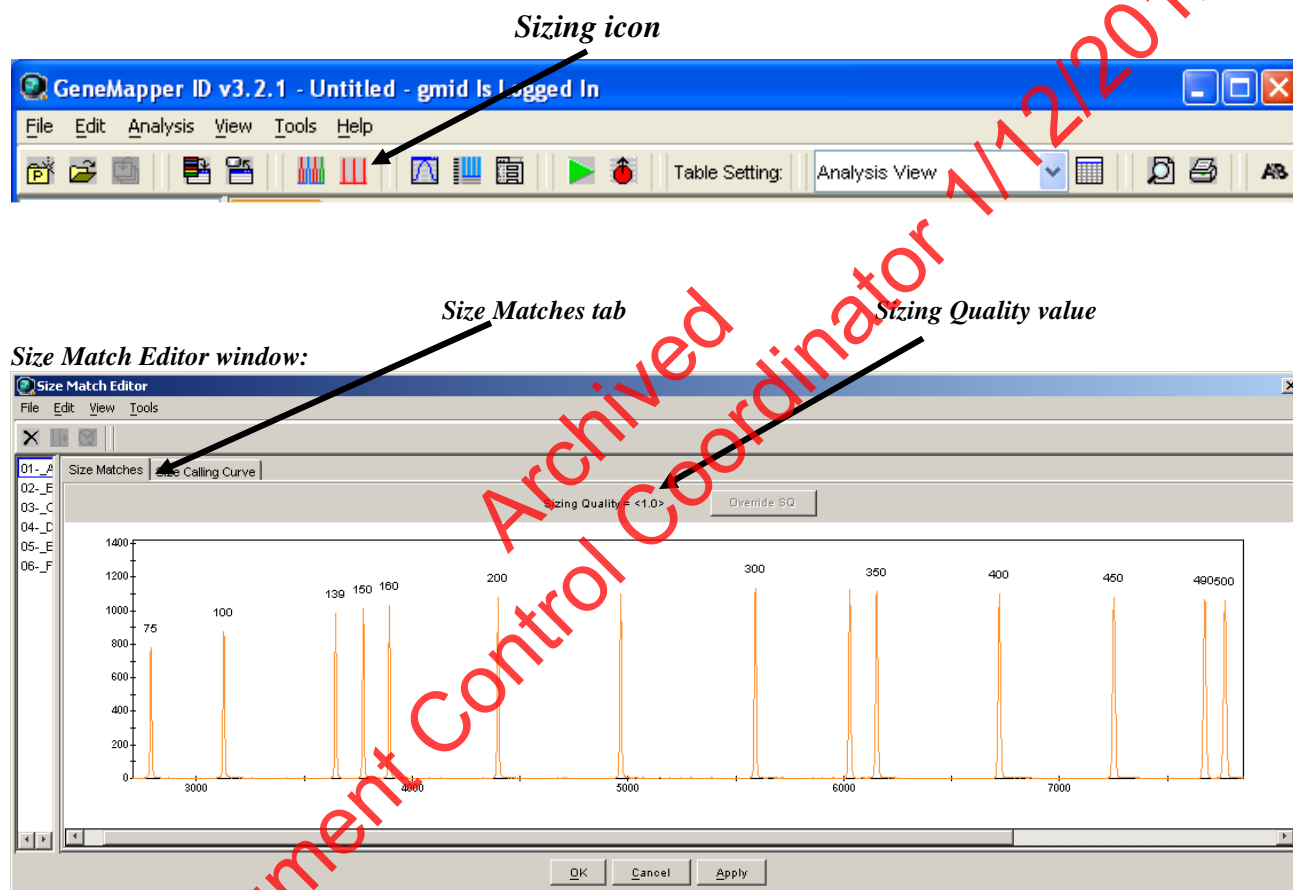 Sizing icon
GeneMapper ID v3.2.1 - Untitled - gmid Is Logged In
File Edit Analysis View Tools Help
Table Setting: Analysis View
Size Matches tab
Sizing Quality value
Size Match Editor window:
Size Match Editor
File Edit View Tools
Size Matches Size Calling Curve
01-_A
02-_E
03-_C
04-_D
05-_E
06-_F
Sizing Quality = <1.0> Override SQ
1400
1200
1000
800
600
400
200
0
75 100 139 150 160 200 300 350 400 450 490 500
3000 4000 5000 6000 7000
OK Cancel Apply
Archived
Control Coordinator 1/12/201